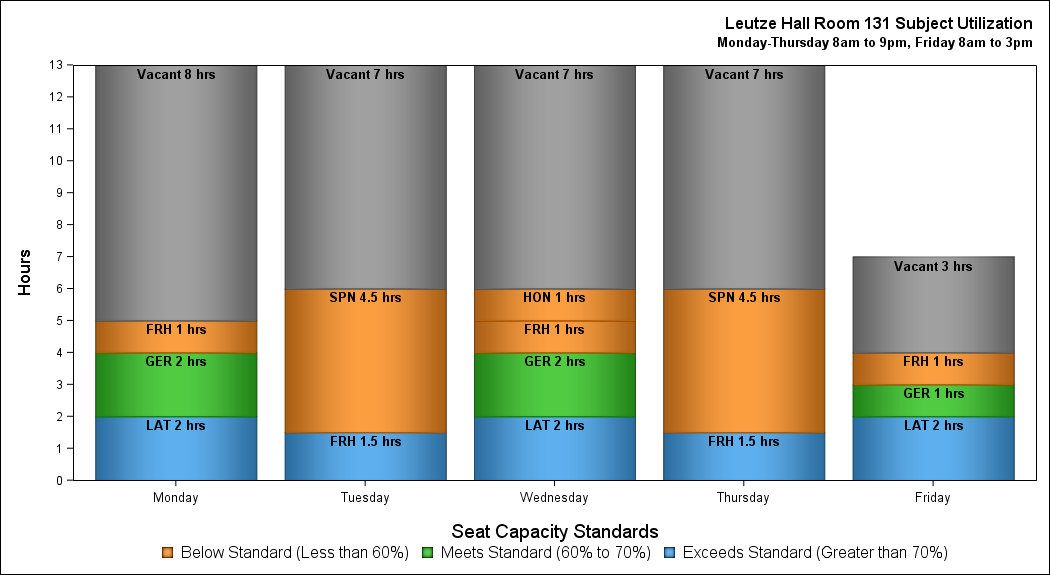 Leutze Hall Room 131 Subject Utilization
Monday-Thursday 8am to 9pm, Friday 8am to 3pm
13
12
11
10
9
8
7
6
5
4
3
2
1
0
Hours
Vacant 8 hrs
FRH 1 hrs
GER 2 hrs
LAT 2 hrs
Vacant 7 hrs
SPN 4.5 hrs
FRH 1.5 hrs
Vacant 7 hrs
HON 1 hrs
FRH 1 hrs
GER 2 hrs
LAT 2 hrs
Vacant 7 hrs
SPN 4.5 hrs
FRH 1.5 hrs
Vacant 3 hrs
FRH 1 hrs
GER 1 hrs
LAT 2 hrs
Monday Tuesday Wednesday Thursday Friday
Seat Capacity Standards
Below Standard (Less than 60%) Meets Standard (60% to 70%) Exceeds Standard (Greater than 70%)